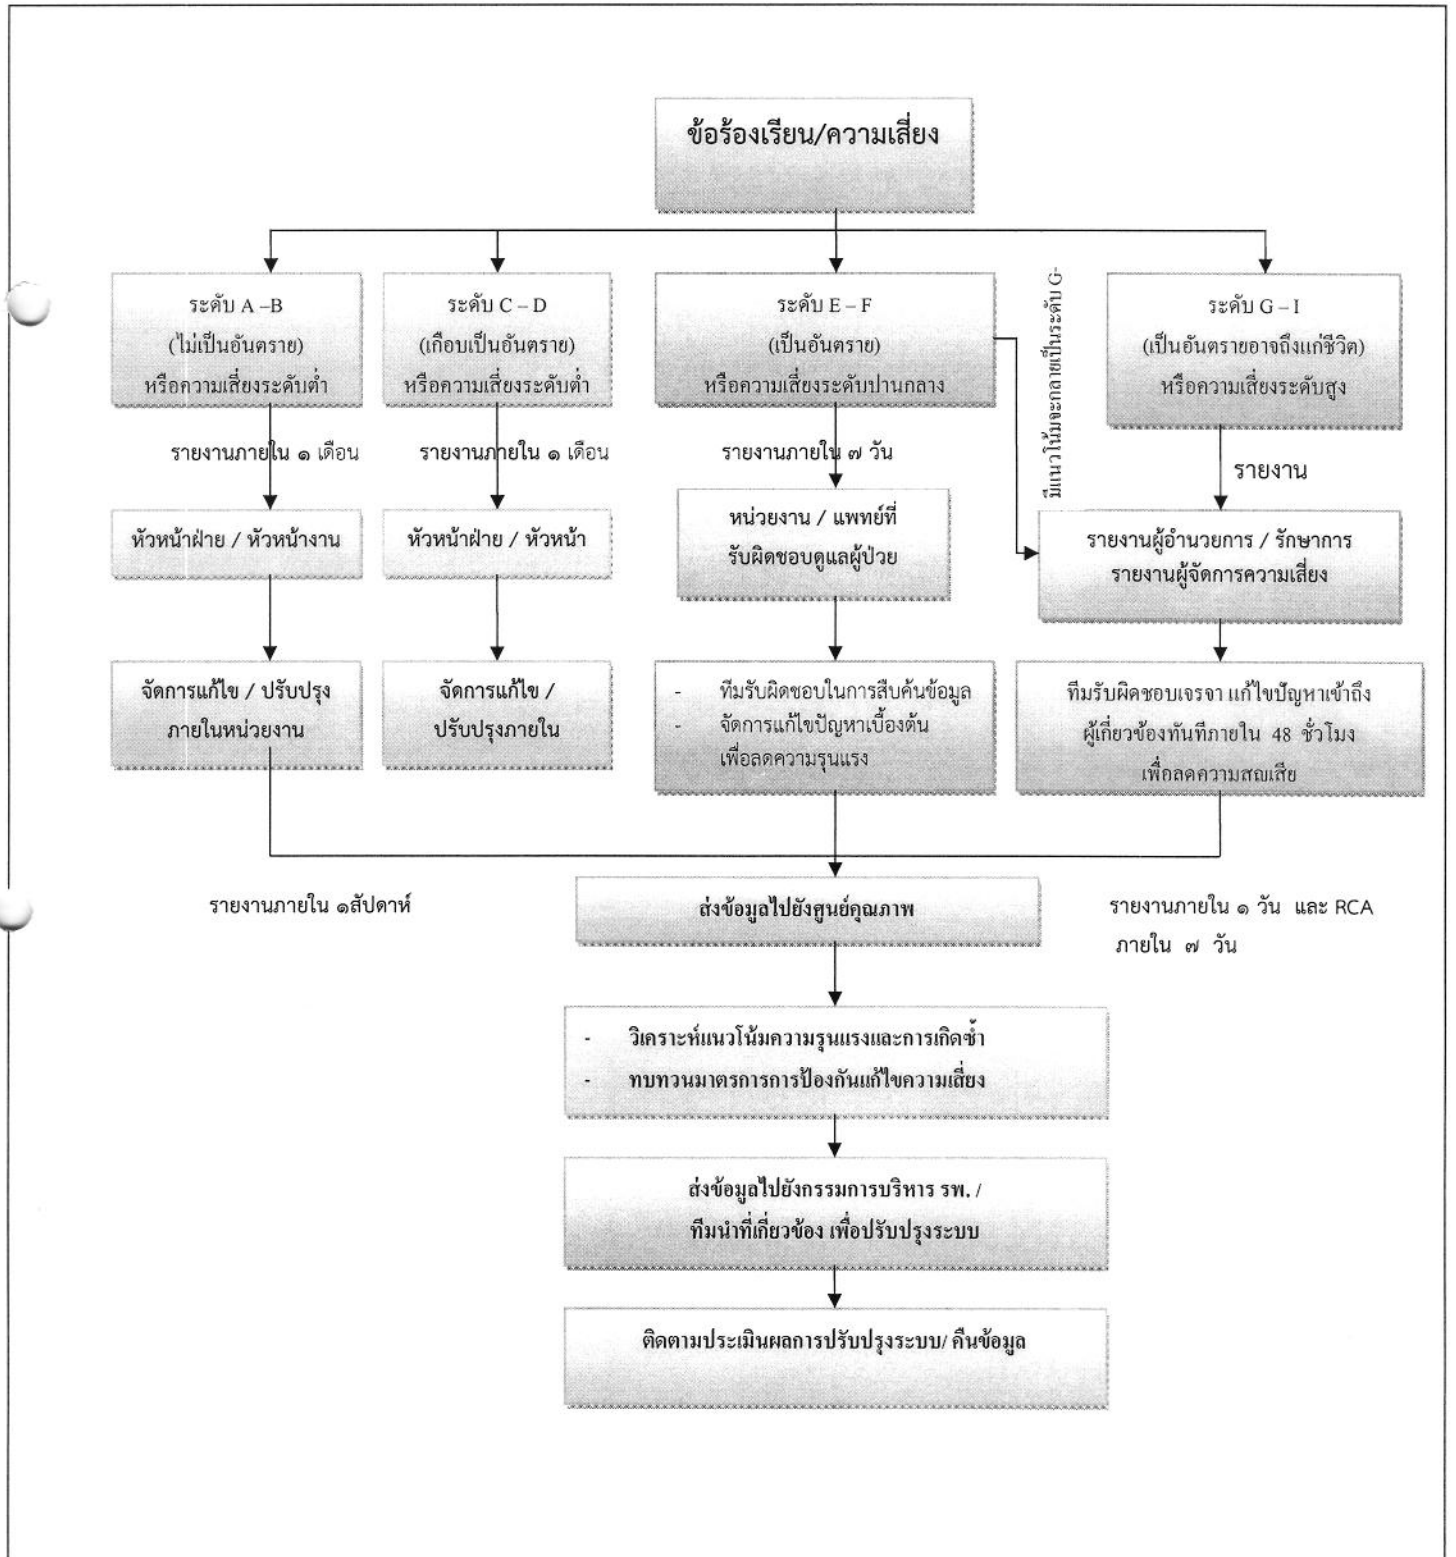 ข้อร้องเรียน/ความเสี่ยง
ระดับ A –B
(ไม่เป็นอันตราย)
หรือความเสี่ยงระดับต่ำ
ระดับ C – D
(เกือบเป็นอันตราย)
หรือความเสี่ยงระดับต่ำ
ระดับ E – F
(เป็นอันตราย)
หรือความเสี่ยงระดับปานกลาง
มีแนวโน้มจะกลายเป็นระดับ G-
ระดับ G – I
(เป็นอันตรายอาจถึงแก่ชีวิต)
หรือความเสี่ยงระดับสูง
รายงานภายใน ๑ เดือน
รายงานภายใน ๑ เดือน
รายงานภายใน ๗ วัน
รายงาน
หัวหน้าฝ่าย / หัวหน้างาน
หัวหน้าฝ่าย / หัวหน้า
หน่วยงาน / แพทย์ที่
รับผิดชอบดูแลผู้ป่วย
รายงานผู้อำนวยการ / รักษาการ
รายงานผู้จัดการความเสี่ยง
จัดการแก้ไข / ปรับปรุง
ภายในหน่วยงาน
จัดการแก้ไข /
ปรับปรุงภายใน
- ทีมรับผิดชอบในการสืบค้นข้อมูล
- จัดการแก้ไขปัญหาเบื้องต้น
เพื่อลดความรุนแรง
ทีมรับผิดชอบเจรจา แก้ไขปัญหาเข้าถึง
ผู้เกี่ยวข้องทันทีภายใน 48 ชั่วโมง
เพื่อลดความสูญเสีย
รายงานภายใน ๑สัปดาห์
ส่งข้อมูลไปยังศูนย์คุณภาพ
รายงานภายใน ๑ วัน และ RCA
ภายใน ๗ วัน
- วิเคราะห์แนวโน้มความรุนแรงและการเกิดซ้ำ
- ทบทวนมาตรการการป้องกันแก้ไขความเสี่ยง
ส่งข้อมูลไปยังกรรมการบริหาร รพ. /
ทีมนำที่เกี่ยวข้อง เพื่อปรับปรุงระบบ
ติดตามประเมินผลการปรับปรุงระบบ/ คืนข้อมูล